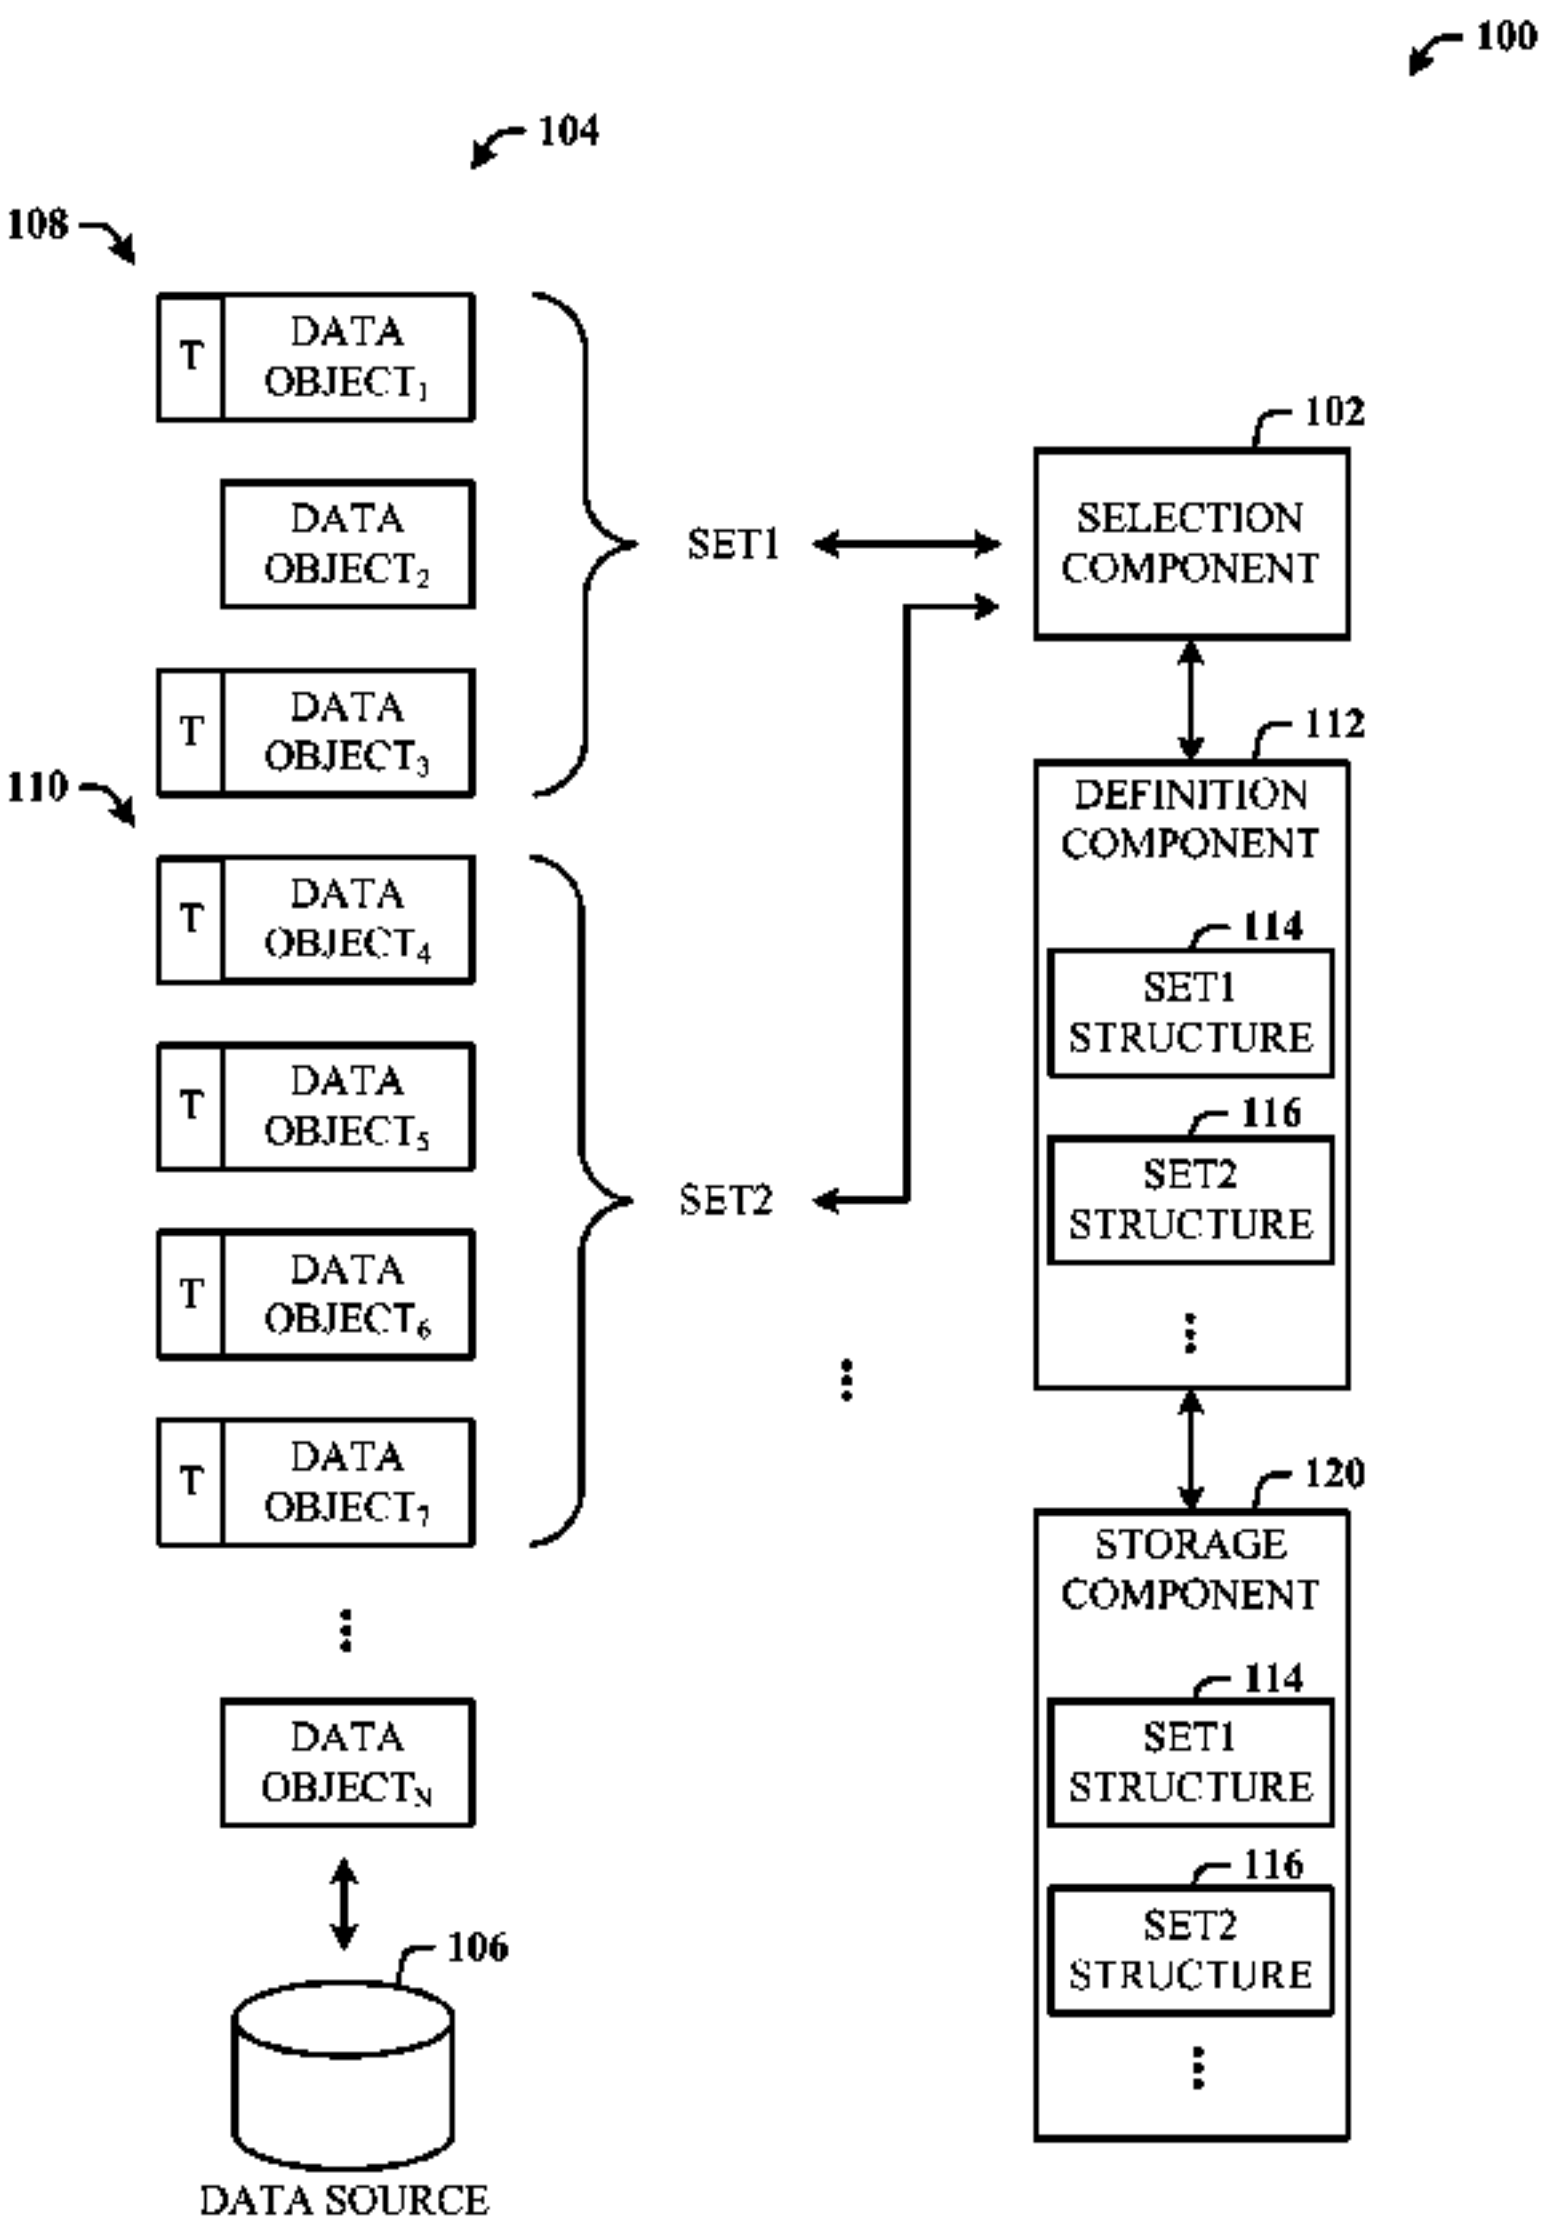 100
104
108
T
DATA
OBJECT₁
DATA
OBJECT₂
T
DATA
OBJECT₃
SET1
110
T
DATA
OBJECT₄
T
DATA
OBJECT₅
T
DATA
OBJECT₆
T
DATA
OBJECT₇
SET2
DATA
OBJECT_N
106
DATA SOURCE
102
SELECTION
COMPONENT
112
DEFINITION
COMPONENT
114
SET1
STRUCTURE
116
SET2
STRUCTURE
120
STORAGE
COMPONENT
114
SET1
STRUCTURE
116
SET2
STRUCTURE